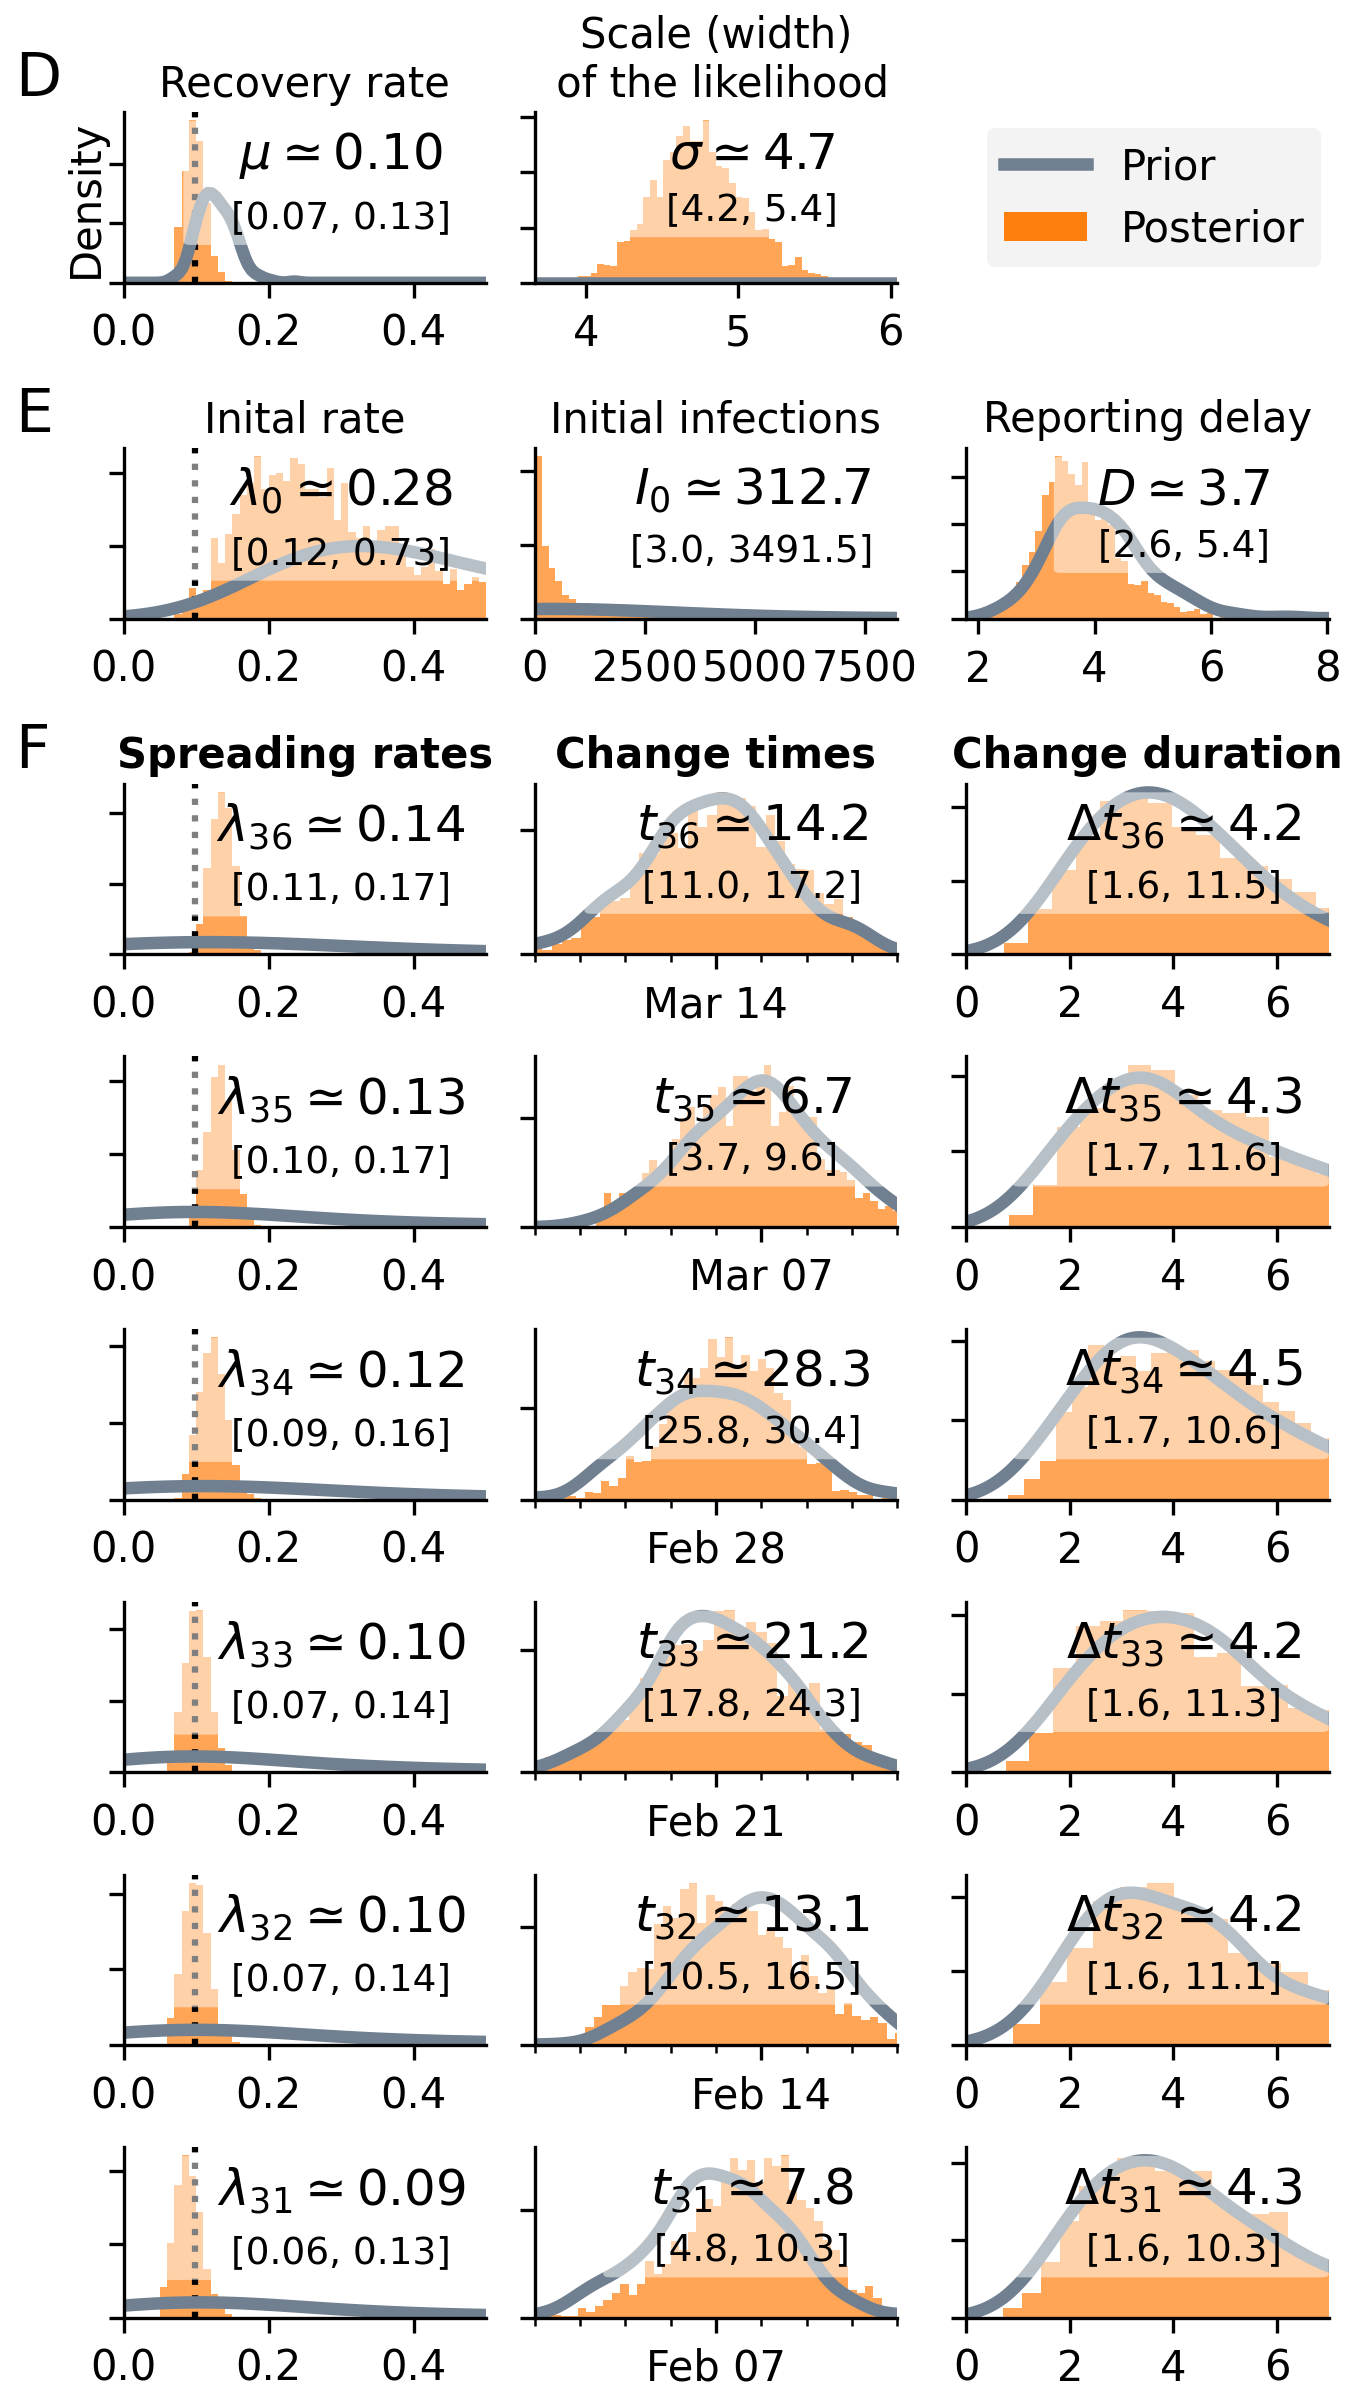 D
Recovery rate
Scale (width)
of the likelihood
Density
μ ≃ 0.10
[0.07, 0.13]
0.0 0.2 0.4
σ ≃ 4.7
[4.2, 5.4]
4 5 6
Prior
Posterior
E
Inital rate
λ0 ≃ 0.28
[0.12, 0.73]
0.0 0.2 0.4
Initial infections
I0 ≃ 312.7
[3.0, 3491.5]
0 2500 5000 7500
Reporting delay
D ≃ 3.7
[2.6, 5.4]
2 4 6 8
F
Spreading rates
Change times
Change duration
λ36 ≃ 0.14
[0.11, 0.17]
0.0 0.2 0.4
t36 ≃ 14.2
[11.0, 17.2]
Mar 14
Δt36 ≃ 4.2
[1.6, 11.5]
0 2 4 6
λ35 ≃ 0.13
[0.10, 0.17]
0.0 0.2 0.4
t35 ≃ 6.7
[3.7, 9.6]
Mar 07
Δt35 ≃ 4.3
[1.7, 11.6]
0 2 4 6
λ34 ≃ 0.12
[0.09, 0.16]
0.0 0.2 0.4
t34 ≃ 28.3
[25.8, 30.4]
Feb 28
Δt34 ≃ 4.5
[1.7, 10.6]
0 2 4 6
λ33 ≃ 0.10
[0.07, 0.14]
0.0 0.2 0.4
t33 ≃ 21.2
[17.8, 24.3]
Feb 21
Δt33 ≃ 4.2
[1.6, 11.3]
0 2 4 6
λ32 ≃ 0.10
[0.07, 0.14]
0.0 0.2 0.4
t32 ≃ 13.1
[10.5, 16.5]
Feb 14
Δt32 ≃ 4.2
[1.6, 11.1]
0 2 4 6
λ31 ≃ 0.09
[0.06, 0.13]
0.0 0.2 0.4
t31 ≃ 7.8
[4.8, 10.3]
Feb 07
Δt31 ≃ 4.3
[1.6, 10.3]
0 2 4 6